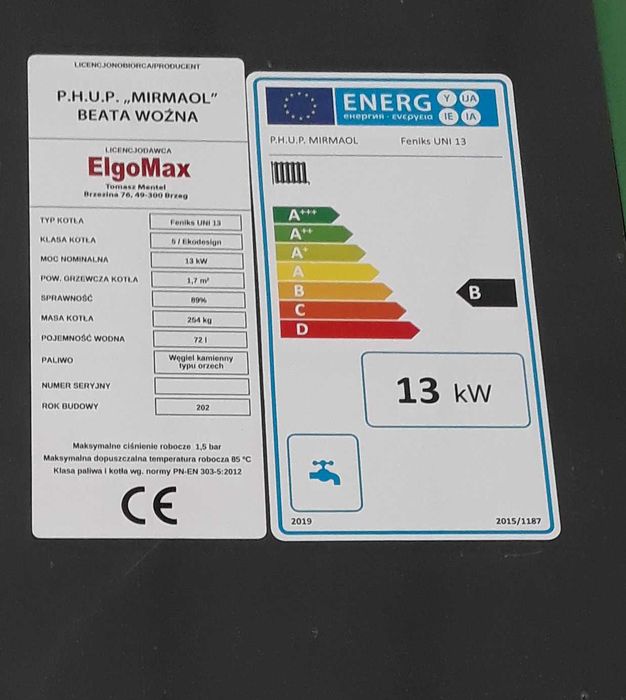 LICENCJONOBIORCA/PRODUCENT
P.H.U.P. „MIRMAOL”
BEATA WOŹNA
LICENCJODAWCA
ElgoMax
Tomasz Mentel
Brzezina 76, 49-300 Brzeg
TYP KOTŁA Feniks UNI 13
KLASA KOTŁA 5 / Ekodesign
MOC NOMINALNA 13 kW
POW. GRZEWCZA KOTŁA 1,7 m²
SPRAWNOŚĆ 89%
MASA KOTŁA 254 kg
POJEMNOŚĆ WODNA 72 l
PALIWO Węgiel kamienny
typu orzech
NUMER SERYJNY
ROK BUDOWY 202
Maksymalne ciśnienie robocze 1,5 bar
Maksymalna dopuszczalna temperatura robocza 85 °C
Klasa paliwa i kotła wg. normy PN-EN 303-5:2012
CE
ENERG Y UA
енергия · ενεργεια IE IA
P.H.U.P. MIRMAOL Feniks UNI 13
A+++
A++
A+
A
B
C
D
B
13 kW
2019 2015/1187